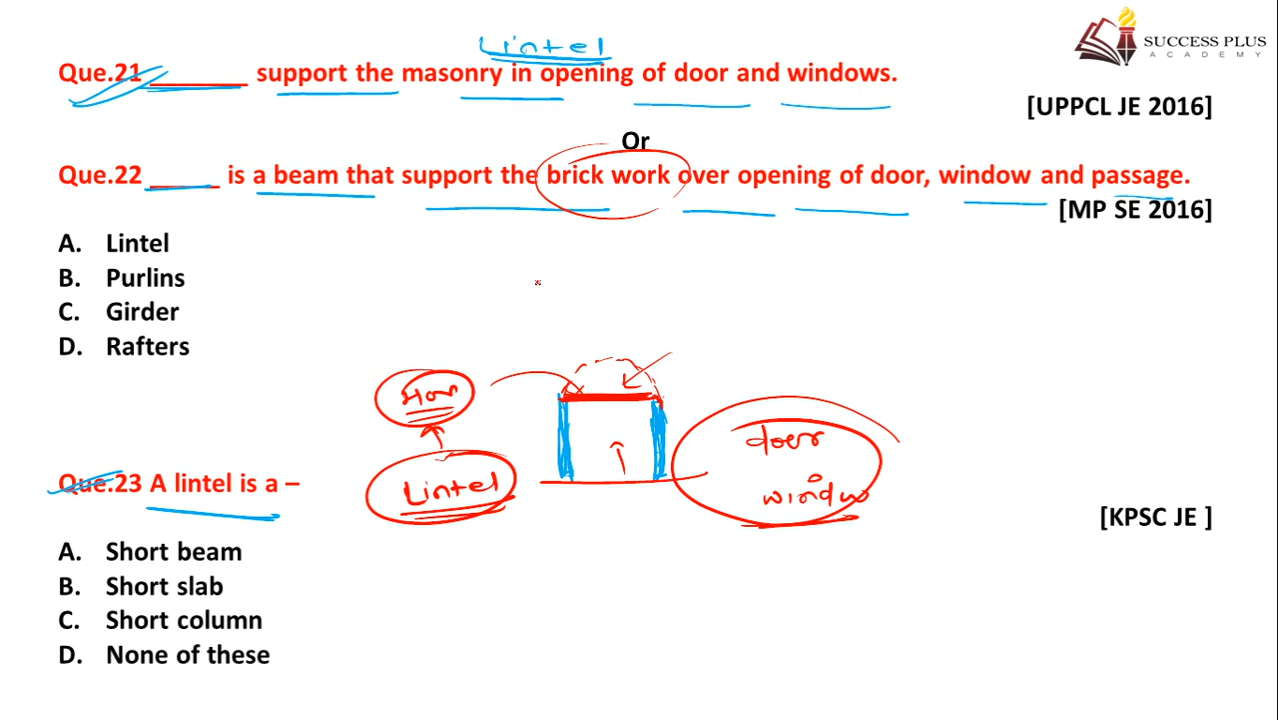 SUCCESS PLUS
ACADEMY
Lintel
Que.21 ________ support the masonry in opening of door and windows.
[UPPCL JE 2016]
Or
Que.22 _____ is a beam that support the brick work over opening of door, window and passage.
[MP SE 2016]
A. Lintel
B. Purlins
C. Girder
D. Rafters
door
Lintel
window
Que.23 A lintel is a –
[KPSC JE ]
A. Short beam
B. Short slab
C. Short column
D. None of these